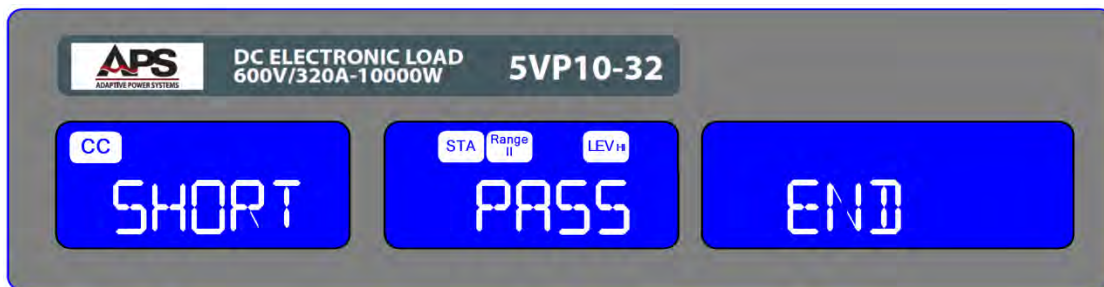 APS
ADAPTIVE POWER SYSTEMS
DC ELECTRONIC LOAD
600V/320A-10000W
5VP10-32
CC
SHORT
STA Range II LEV HI
PASS
END